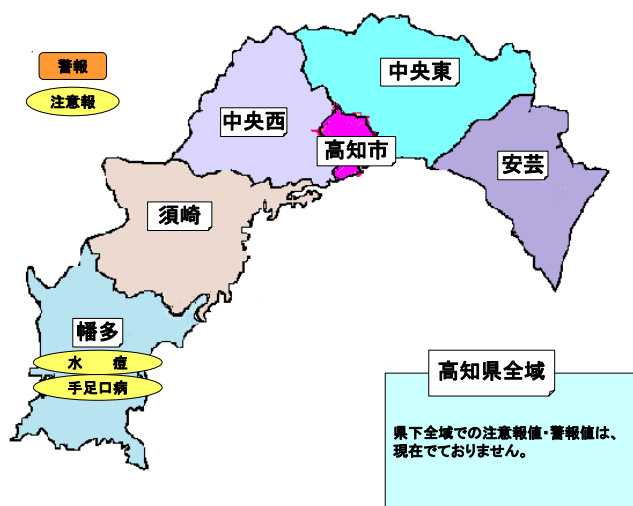 警報
注意報
中央東
中央西
高知市
安芸
須崎
幡多
水 痘
手足口病
高知県全域
県下全域での注意報値・警報値は、
現在でておりません。